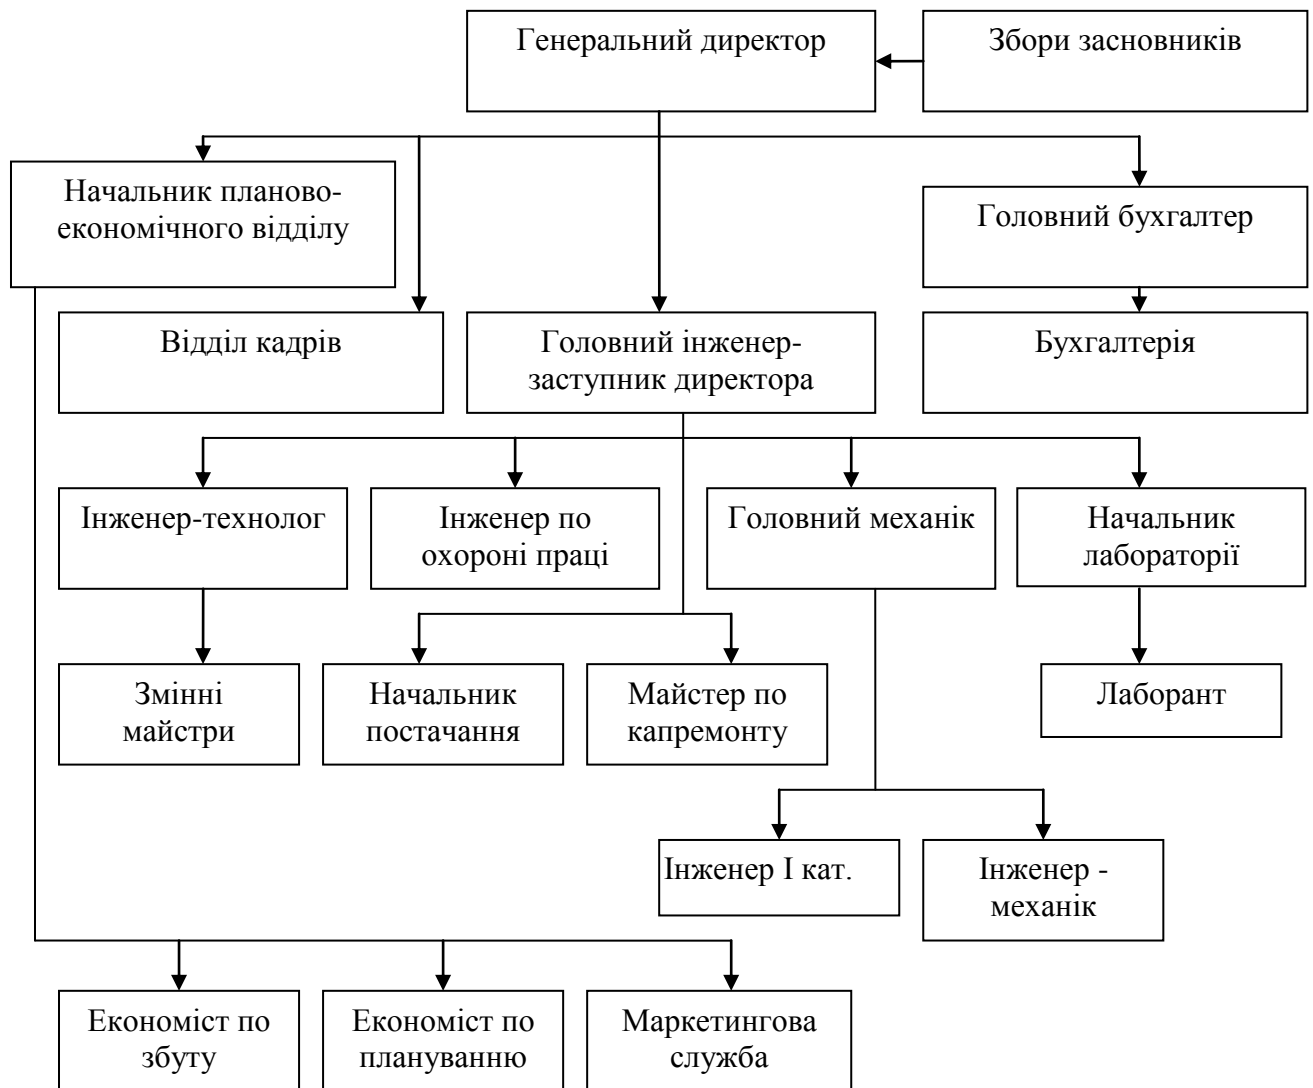 Генеральний директор
Збори засновників
Начальник планово-
економічного відділу
Головний бухгалтер
Відділ кадрів
Головний інженер-
заступник директора
Бухгалтерія
Інженер-технолог
Інженер по
охороні праці
Головний механік
Начальник
лабораторії
Змінні
майстри
Начальник
постачання
Майстер по
капремонту
Лаборант
Інженер І кат.
Інженер -
механік
Економіст по
збуту
Економіст по
плануванню
Маркетингова
служба